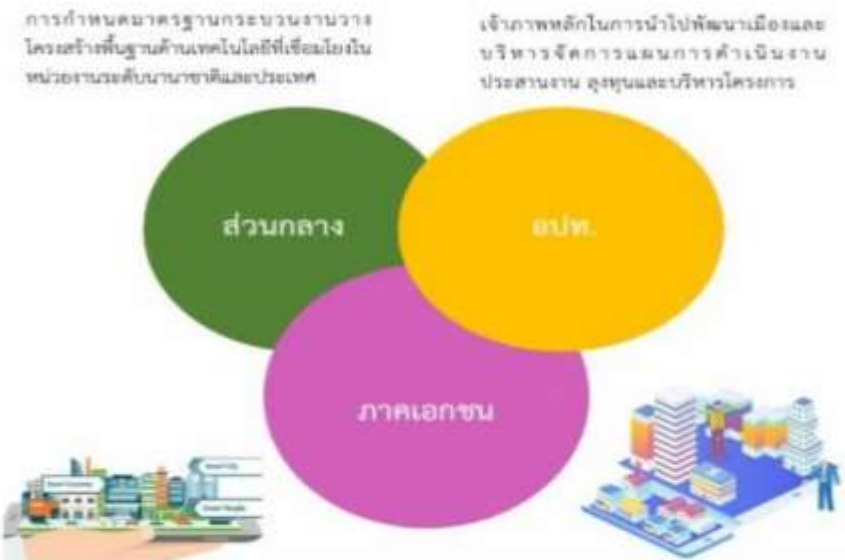 การกำหนดมาตรฐานกระบวนงานวาง
โครงสร้างพื้นฐานด้านเทคโนโลยีที่เชื่อมโยงใน
หน่วยงานระดับนานาชาติและประเทศ
เจ้าภาพหลักในการนำไปพัฒนาเมืองและ
บริหารจัดการแผนการดำเนินงาน
ประสานงาน ลงทุนและบริหารโครงการ
ส่วนกลาง
อปท.
ภาคเอกชน
Smart City
Smart People